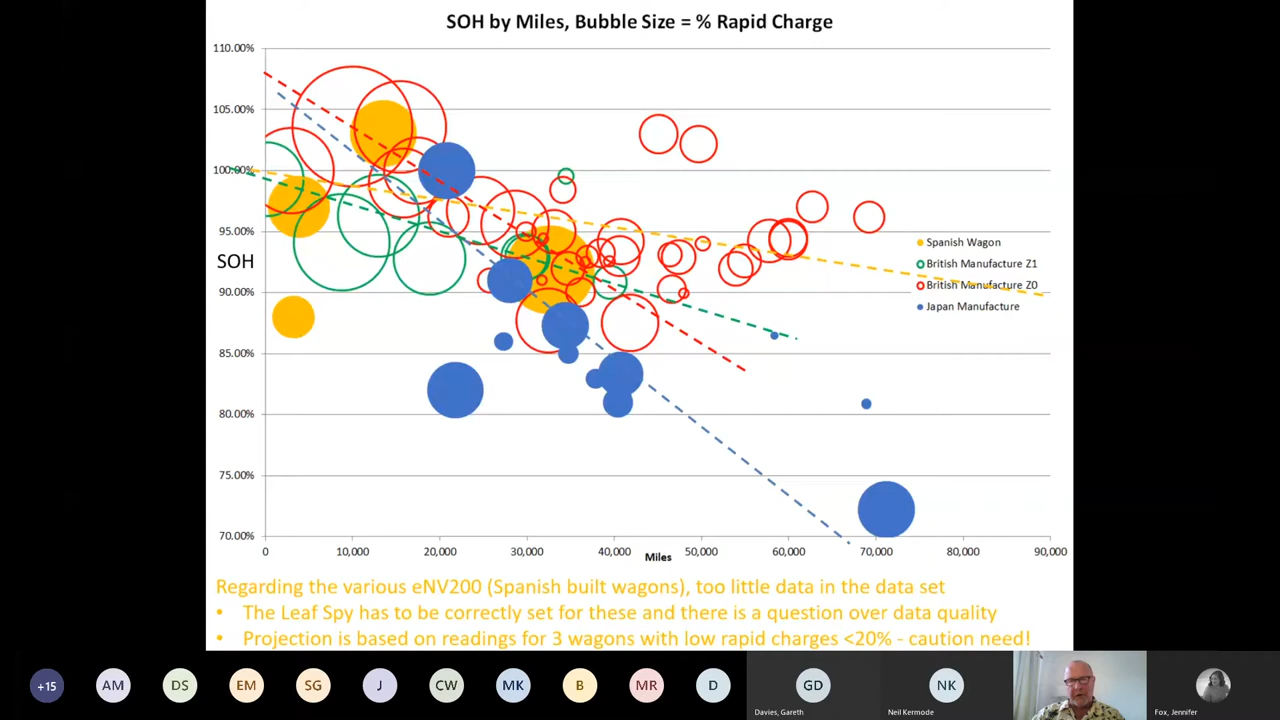 SOH by Miles, Bubble Size = % Rapid Charge
110.00%
105.00%
100.00%
95.00%
SOH
90.00%
85.00%
80.00%
75.00%
70.00%
Spanish Wagon
British Manufacture Z1
British Manufacture Z0
Japan Manufacture
0 10,000 20,000 30,000 40,000 50,000 60,000 70,000 80,000 90,000
Miles
Regarding the various eNV200 (Spanish built wagons), too little data in the data set
• The Leaf Spy has to be correctly set for these and there is a question over data quality
• Projection is based on readings for 3 wagons with low rapid charges <20% - caution need!
+15 AM DS EM SG J CW MK B MR D GD NK
Davies, Gareth Neil Kermode Fox, Jennifer